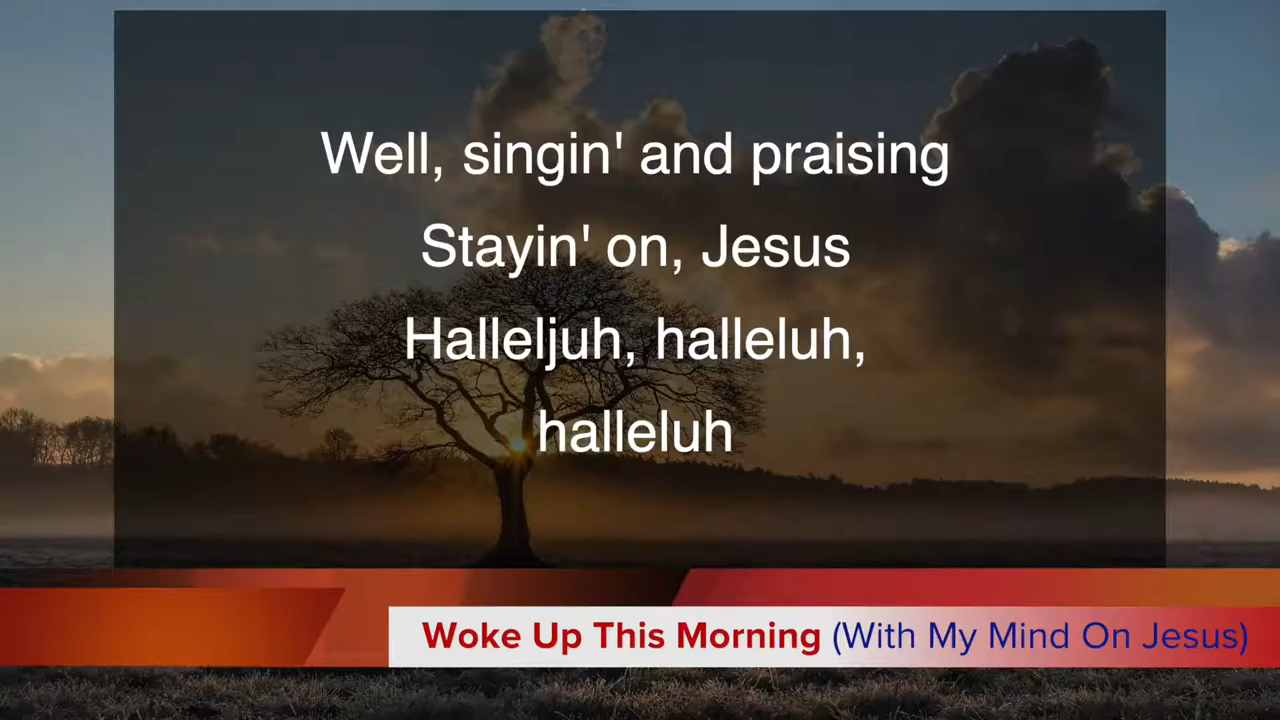 Well, singin' and praising
Stayin' on, Jesus
Halleljuh, halleluh,
halleluh
Woke Up This Morning (With My Mind On Jesus)